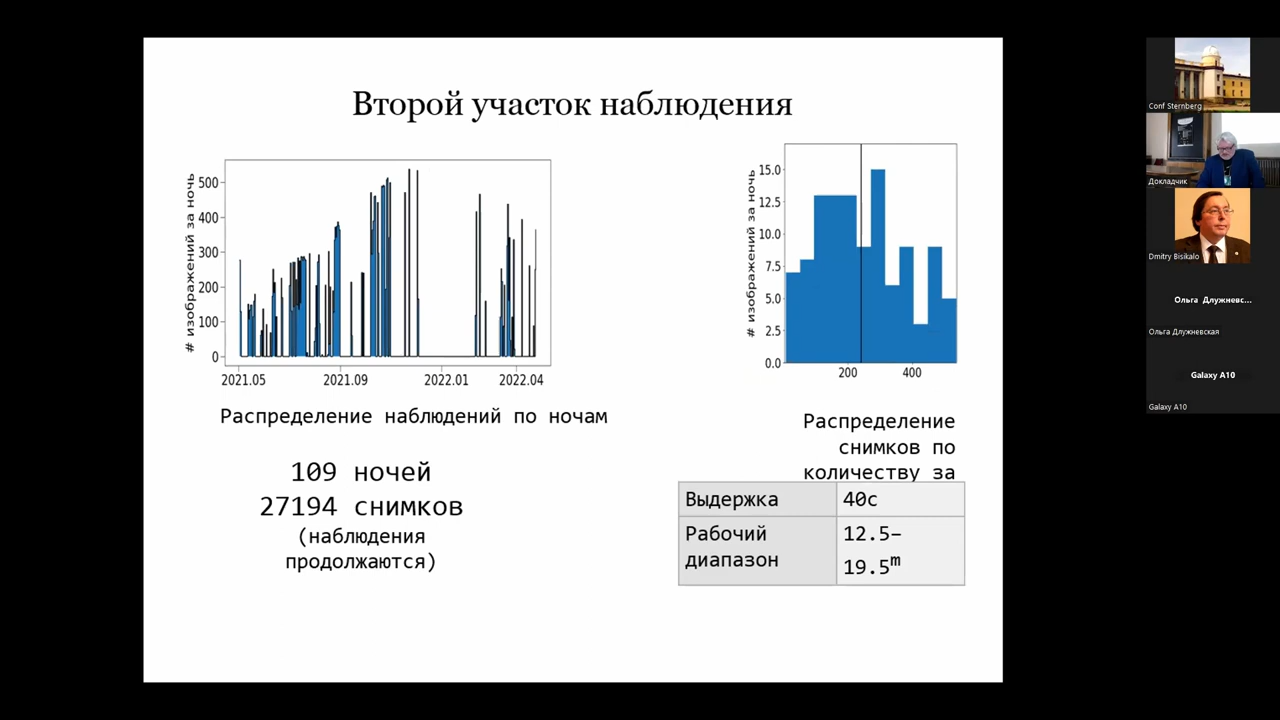 Второй участок наблюдения
# изображений за ночь
500
400
300
200
100
0
2021.05
2021.09
2022.01
2022.04
Распределение наблюдений по ночам
# изображений за ночь
15.0
12.5
10.0
7.5
5.0
2.5
0.0
200
400
Распределение
снимков по
количеству за
109 ночей
27194 снимков
(наблюдения
продолжаются)
Выдержка 40с
Рабочий 12.5–
диапазон 19.5m
Conf Sternberg
Докладчик
Dmitry Bisikalo
Ольга Длужневс...
Ольга Длужневская
Galaxy A10
Galaxy A10